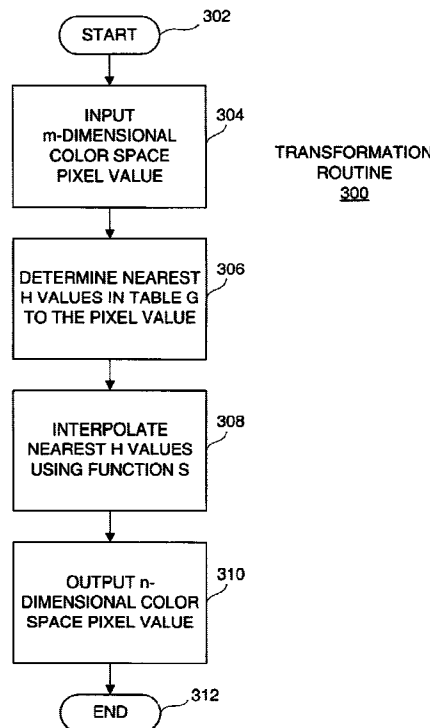 START
302
INPUT
m-DIMENSIONAL
COLOR SPACE
PIXEL VALUE
304
TRANSFORMATION
ROUTINE
300
DETERMINE NEAREST
H VALUES IN TABLE G
TO THE PIXEL VALUE
306
INTERPOLATE
NEAREST H VALUES
USING FUNCTION S
308
OUTPUT n-
DIMENSIONAL COLOR
SPACE PIXEL VALUE
310
END
312